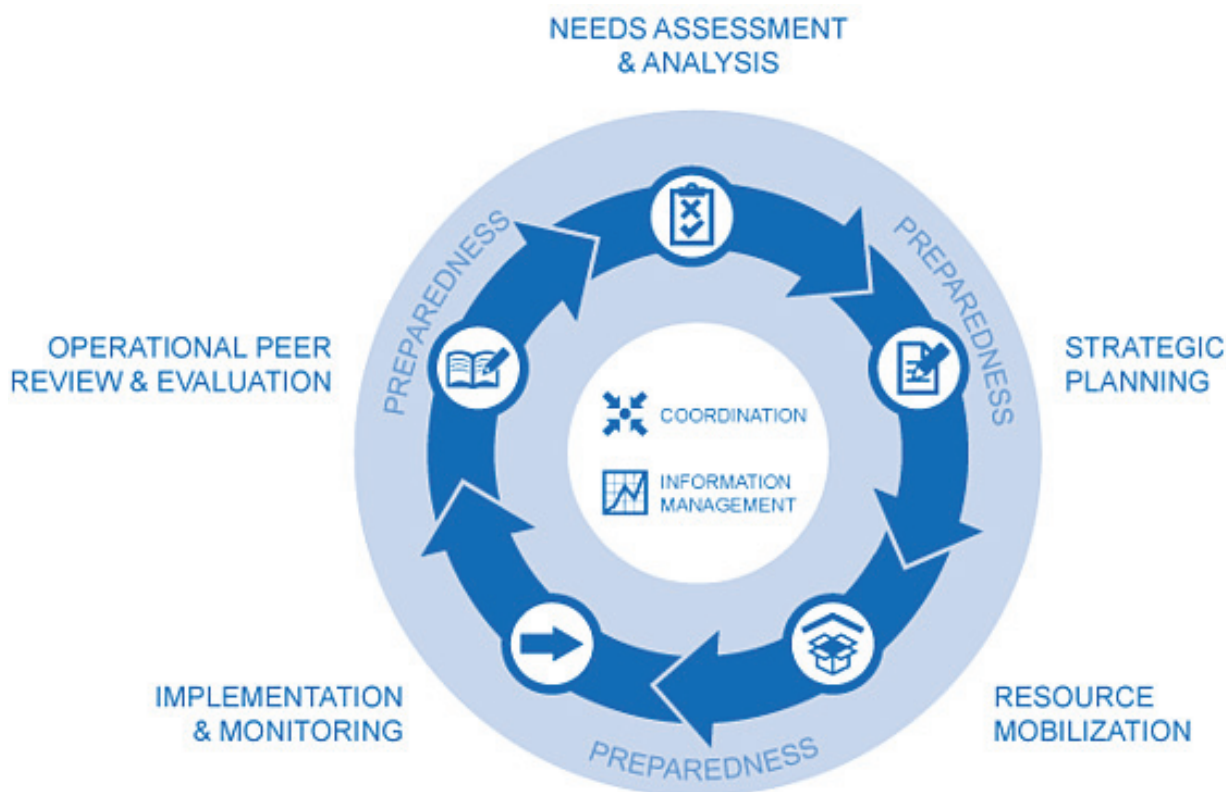 NEEDS ASSESSMENT
& ANALYSIS
PREPAREDNESS
PREPAREDNESS
OPERATIONAL PEER
REVIEW & EVALUATION
STRATEGIC
PLANNING
COORDINATION
INFORMATION
MANAGEMENT
IMPLEMENTATION
& MONITORING
RESOURCE
MOBILIZATION
PREPAREDNESS